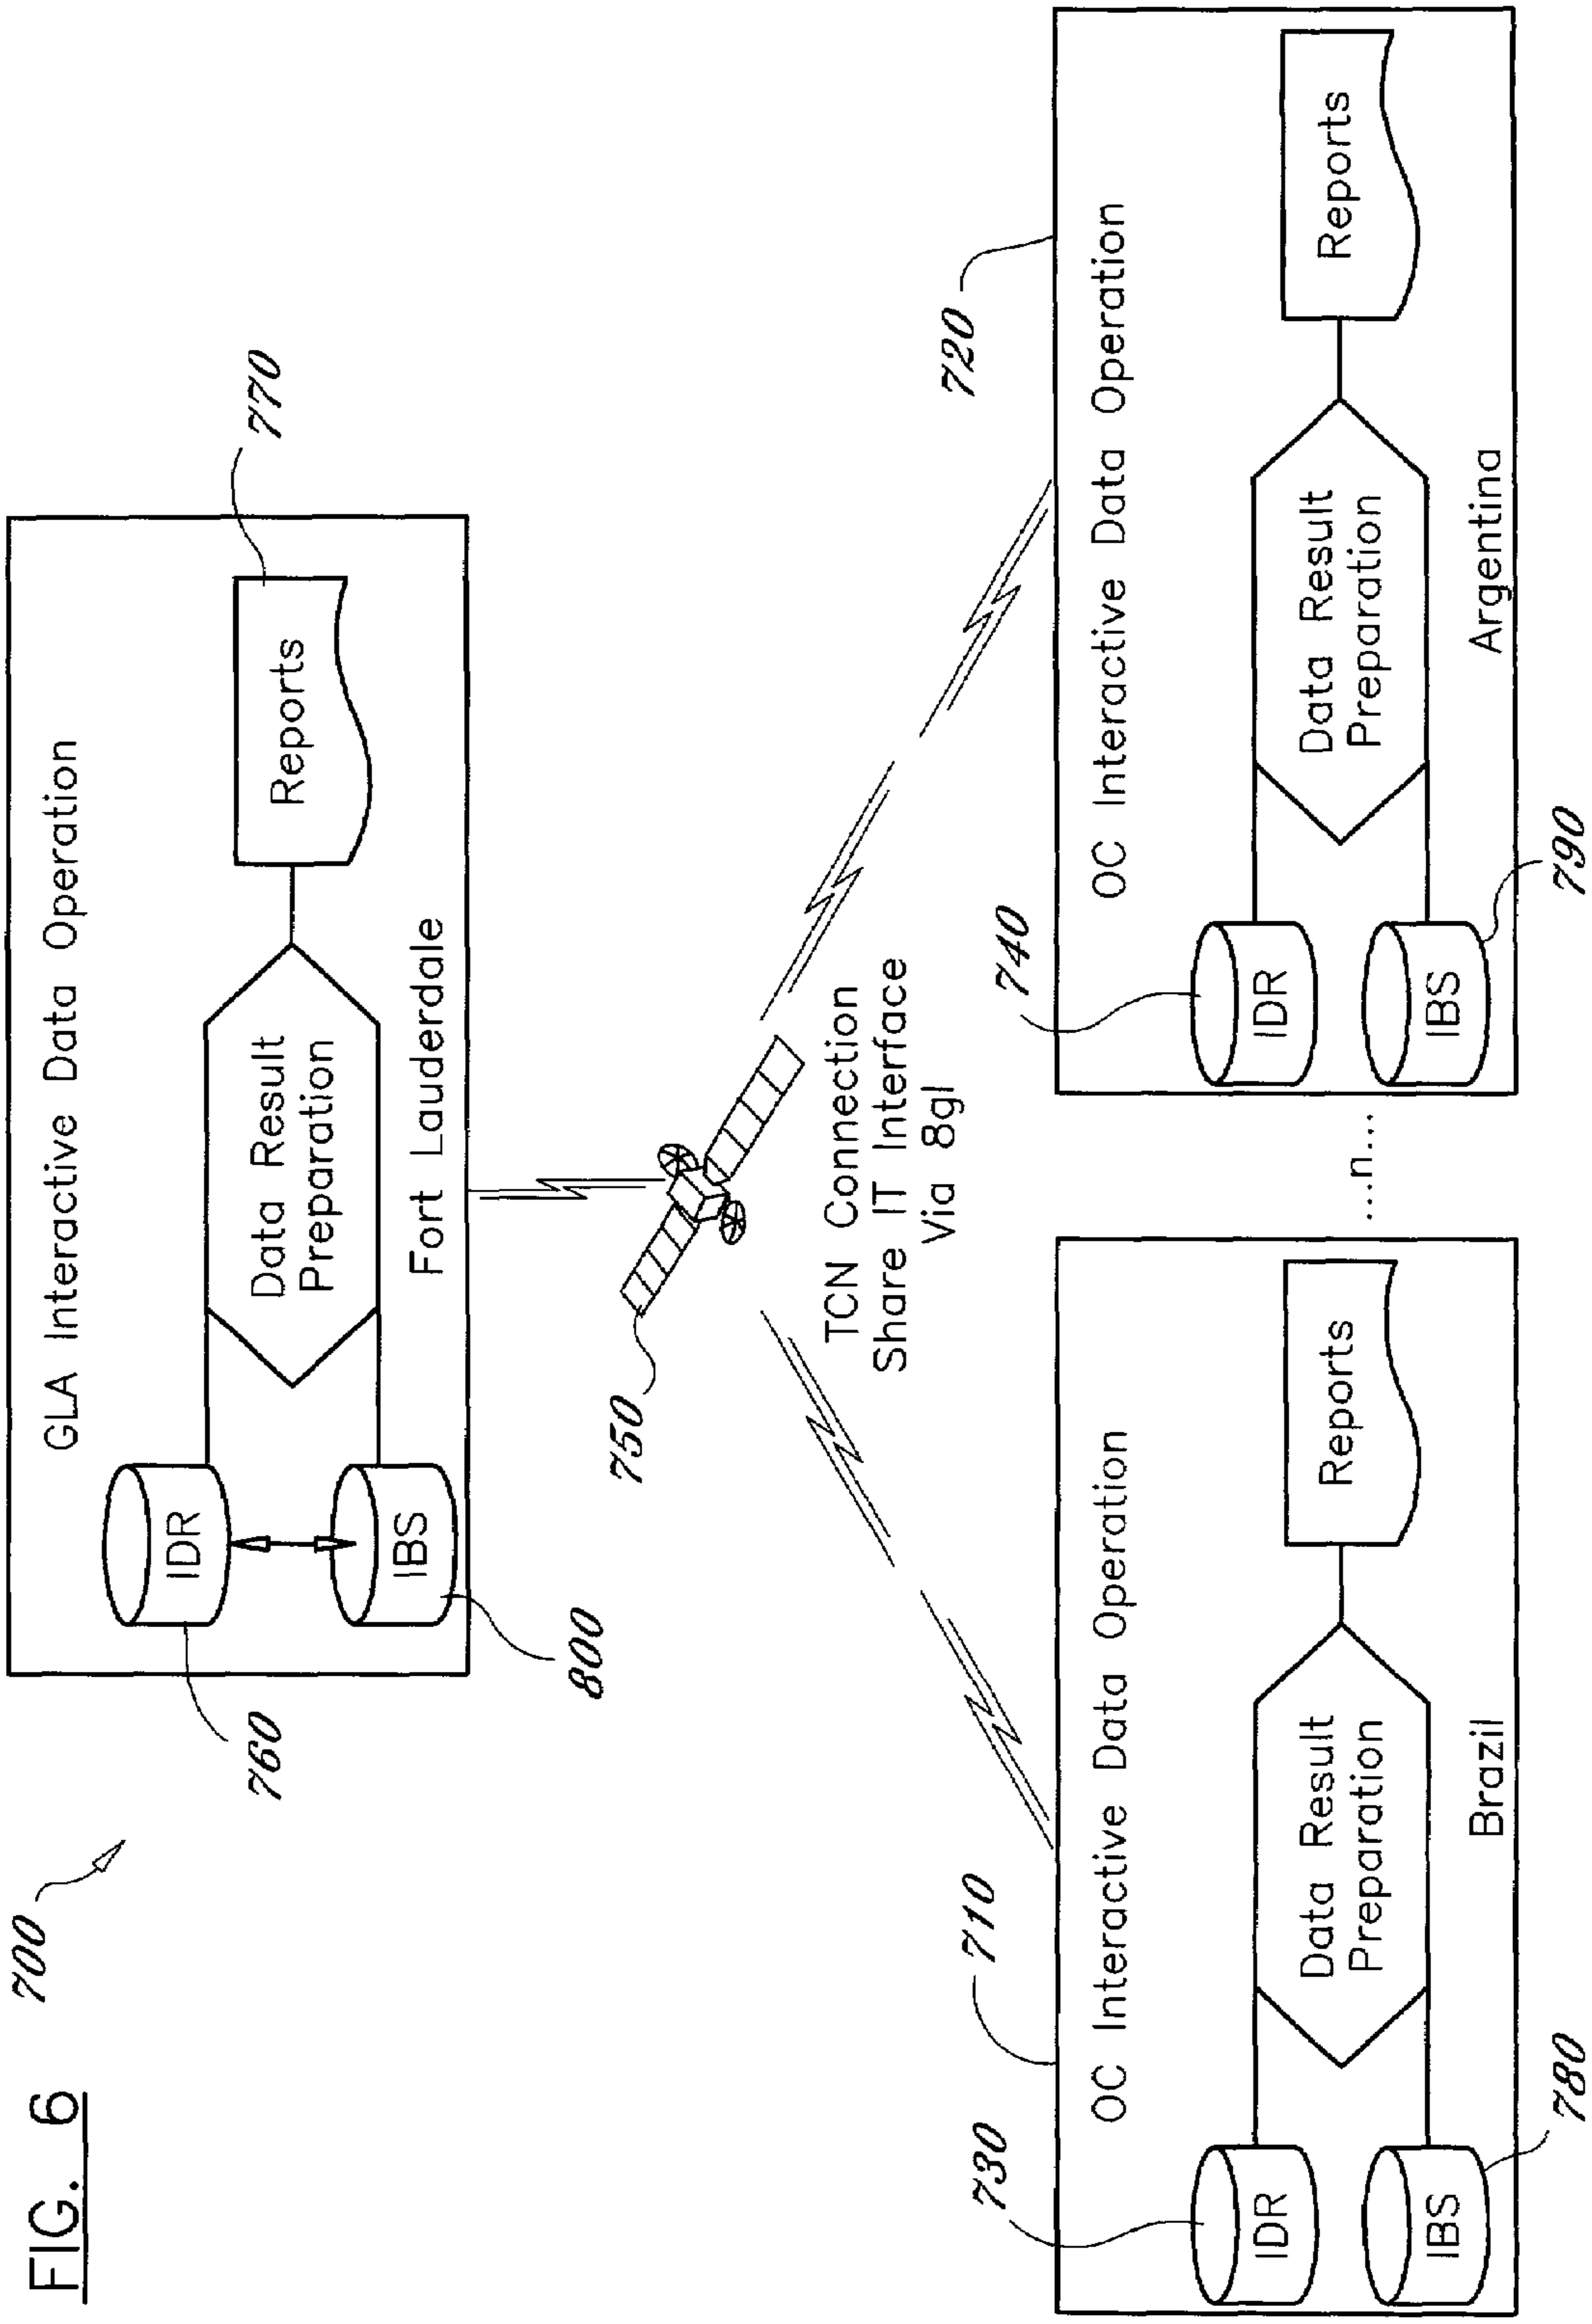 FIG. 6
700
GLA Interactive Data Operation
IDR
IBS
Data Result
Preparation
Reports
Fort Lauderdale
760
800
770
750
TCN Connection
Share IT Interface
Via 8gl
710
OC Interactive Data Operation
730
IDR
IBS
780
Data Result
Preparation
Reports
Brazil
...n...
720
OC Interactive Data Operation
740
IDR
IBS
790
Data Result
Preparation
Reports
Argentina